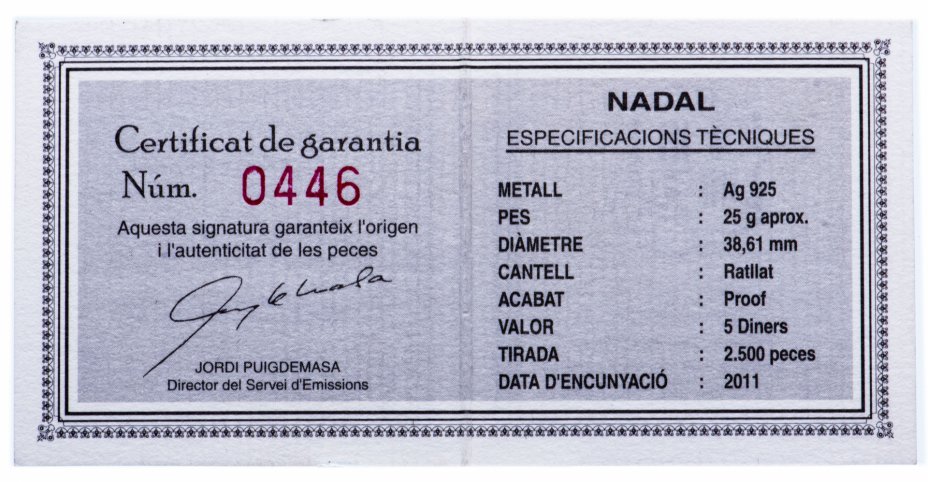 Certificat de garantia
Núm. 0446
Aquesta signatura garanteix l'origen
i l'autenticitat de les peces
JORDI PUIGDEMASA
Director del Servei d'Emissions
NADAL
ESPECIFICACIONS TÈCNIQUES
METALL : Ag 925
PES : 25 g aprox.
DIÀMETRE : 38,61 mm
CANTELL : Ratllat
ACABAT : Proof
VALOR : 5 Diners
TIRADA : 2.500 peces
DATA D'ENCUNYACIÓ : 2011